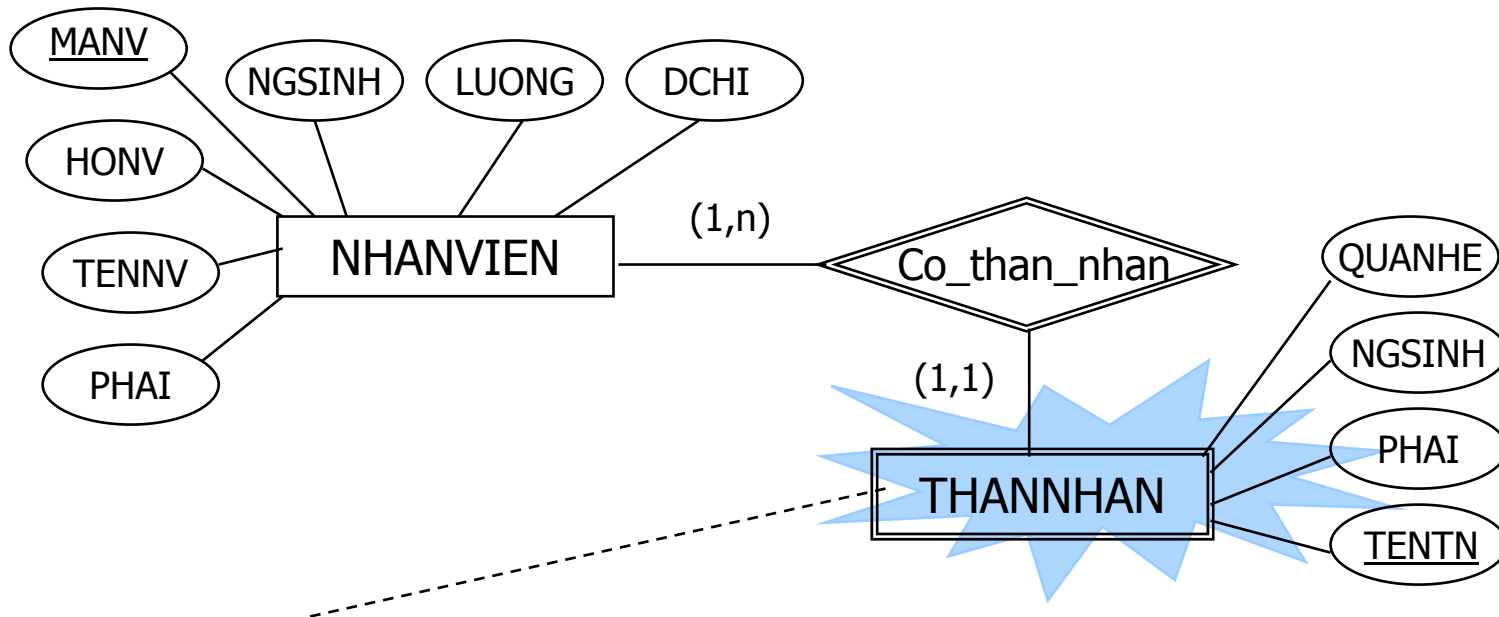 MANV
NGSINH
LUONG
DCHI
HONV
TENNV
PHAI
NHANVIEN
(1,n)
Co_than_nhan
(1,1)
THANNHAN
QUANHE
NGSINH
PHAI
TENTN